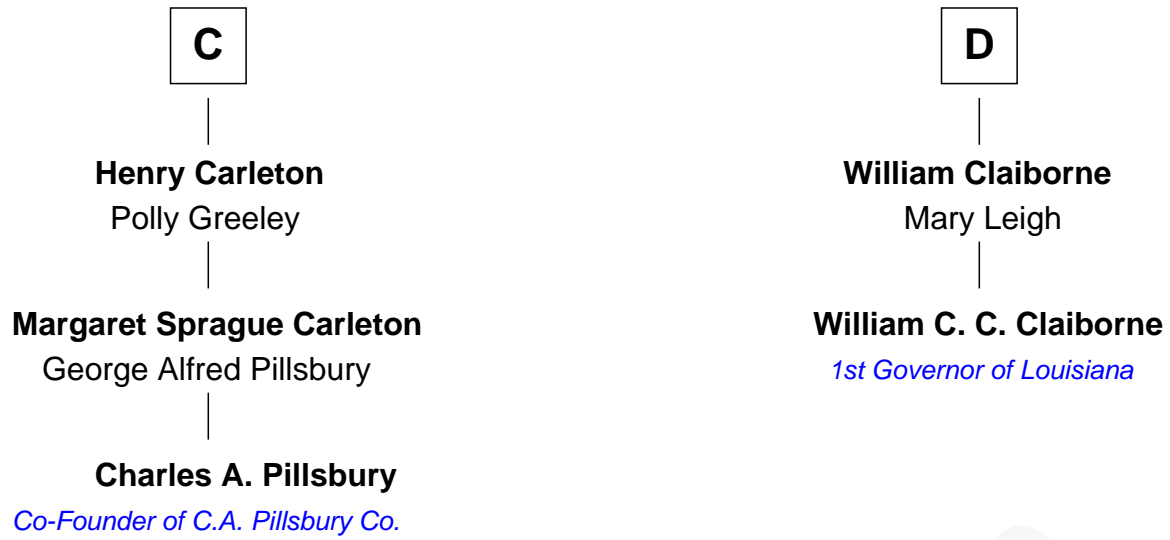 C
Henry Carleton
Polly Greeley
Margaret Sprague Carleton
George Alfred Pillsbury
Charles A. Pillsbury
Co-Founder of C.A. Pillsbury Co.
D
William Claiborne
Mary Leigh
William C. C. Claiborne
1st Governor of Louisiana